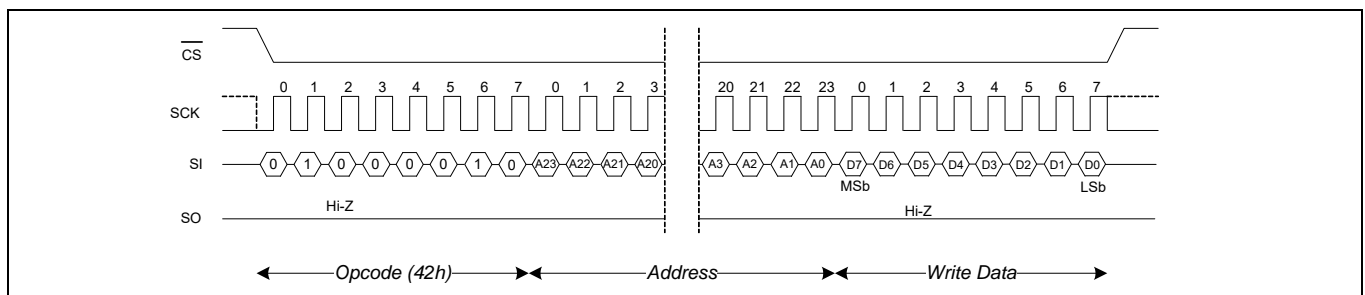 CS
0 1 2 3 4 5 6 7 0 1 2 3 20 21 22 23 0 1 2 3 4 5 6 7
SCK
SI 0 1 0 0 0 0 1 0 A23 A22 A21 A20 A3 A2 A1 A0 D7 D6 D5 D4 D3 D2 D1 D0
MSb LSb
Hi-Z Hi-Z
SO
Opcode (42h) Address Write Data